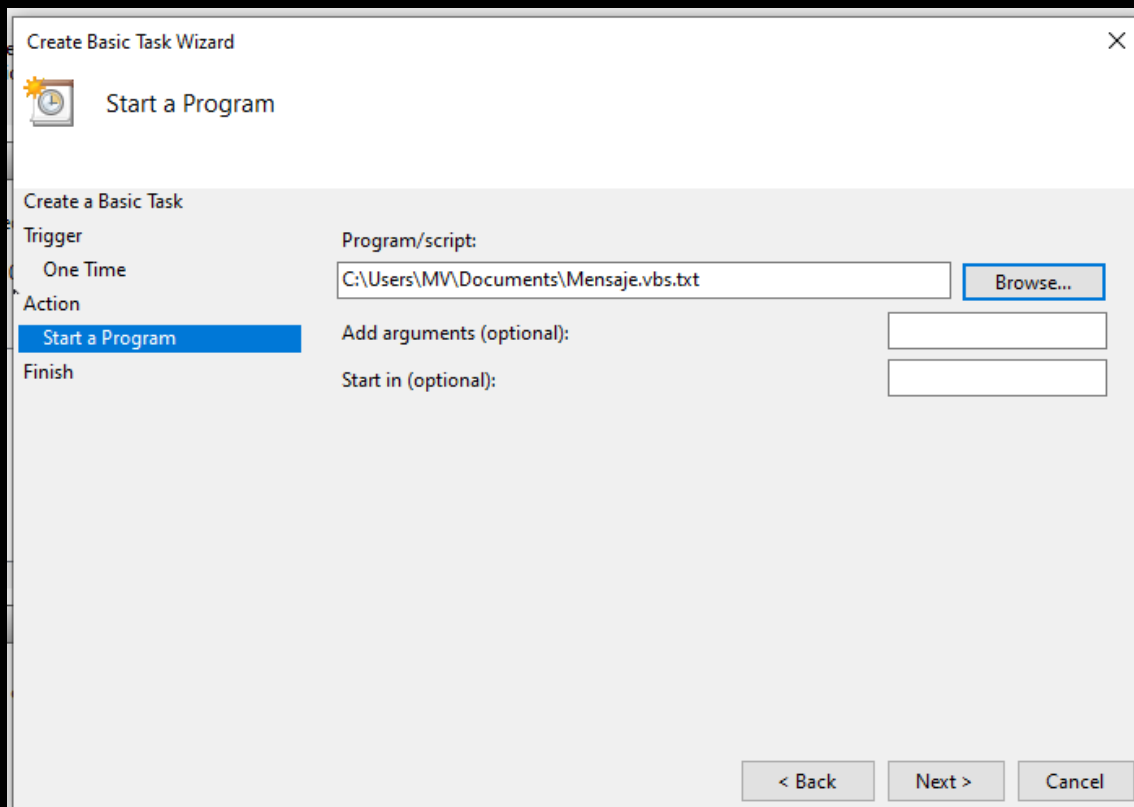 Create Basic Task Wizard
Start a Program
Create a Basic Task
Trigger
One Time
Action
Start a Program
Finish
Program/script:
C:\Users\MV\Documents\Mensaje.vbs.txt
Browse...
Add arguments (optional):
Start in (optional):
< Back
Next >
Cancel